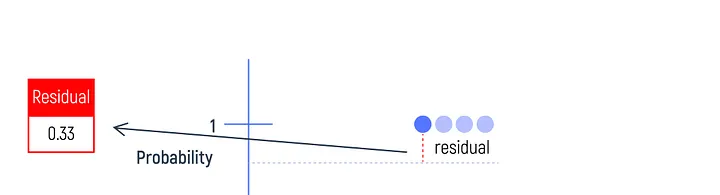 Residual
0.33
1
Probability
residual